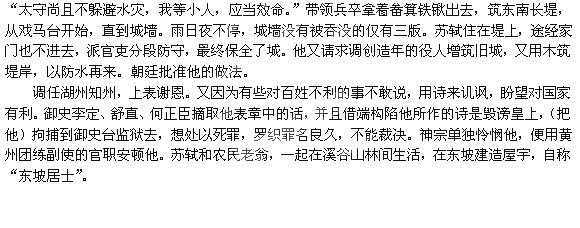 “太守尚且不躲避水灾，我等小人，应当效命。”带领兵卒拿着畚箕铁锹出去，筑东南长堤，
从戏马台开始，直到城墙。雨日夜不停，城墙没有被吞没的仅有三版。苏轼住在堤上，途经家
门也不进去，派官吏分段防守，最终保全了城。他又请求调创造年的役人增筑旧城，又用木筑
堤岸，以防水再来。朝廷批准他的做法。
调任湖州知州，上表谢恩。又因为有些对百姓不利的事不敢说，用诗来讥讽，盼望对国家
有利。御史李定、舒亶、何正臣摘取他表章中的话，并且借端构陷他所作的诗是毁谤皇上，（把
他）拘捕到御史台监狱去，想处以死罪，罗织罪名良久，不能裁决。神宗单独怜悯他，便用黄
州团练副使的官职安顿他。苏轼和农民老翁，一起在溪谷山林间生活，在东坡建造屋宇，自称
“东坡居士”。